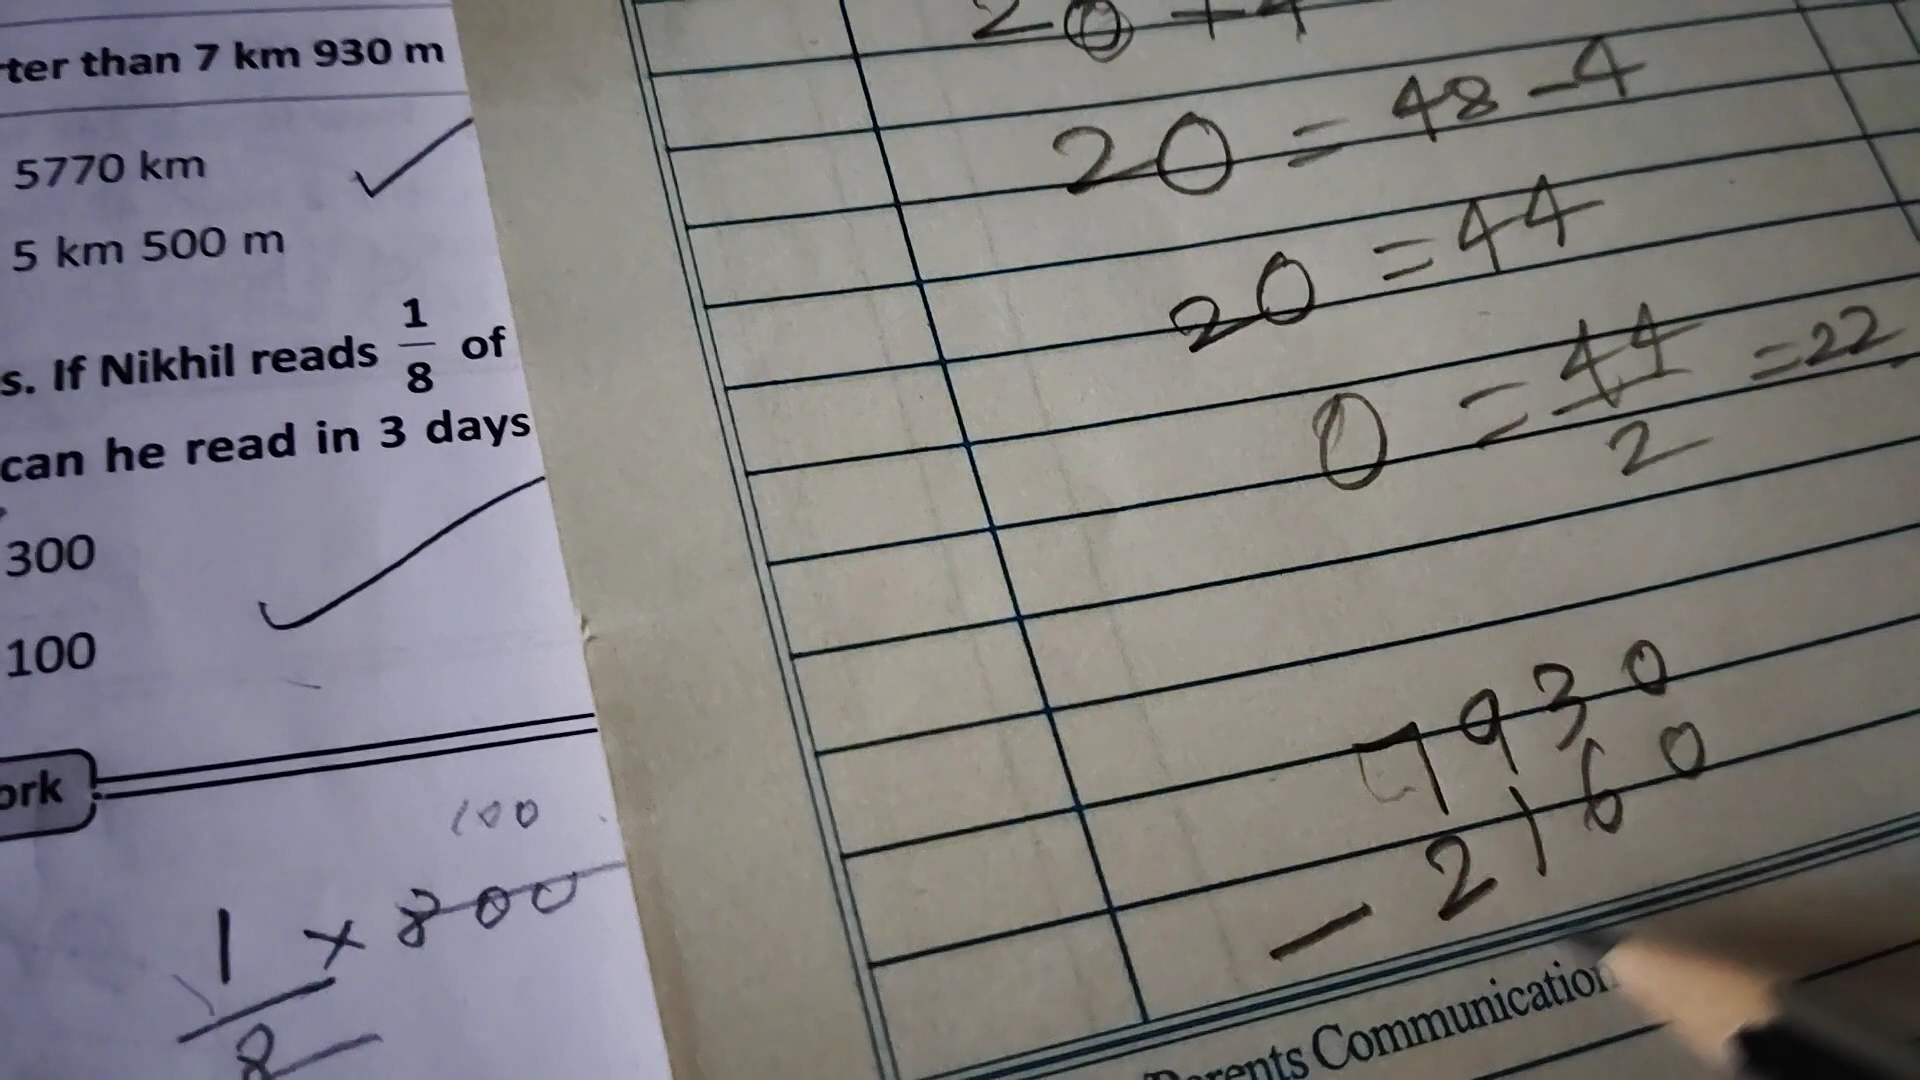 ter than 7 km 930 m
5770 km
5 km 500 m
s. If Nikhil reads 1/8 of
can he read in 3 days
300
100
ork
100
1/8 × 800
20 + 4
20 = 48 - 4
20 = 44
0 = 44/2 = 22
7930
- 2160
Parents Communication